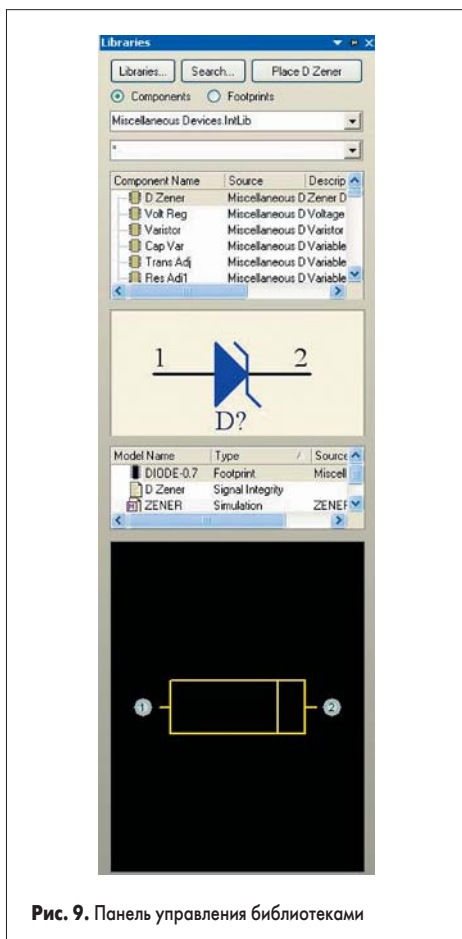 Libraries
Libraries... Search... Place D Zener
Components Footprints
Miscellaneous Devices.IntLib
*
Component Name Source Descrip
D Zener Miscellaneous D Zener D
Volt Reg Miscellaneous D Voltage
Varistor Miscellaneous D Varistor
Cap Var Miscellaneous D Variable
Trans Adj Miscellaneous D Variable
Res Adj1 Miscellaneous D Variable
1 2
D?
Model Name Type / Source
DIODE-0.7 Footprint Miscell
D Zener Signal Integrity
ZENER Simulation ZENEF
1 2
Рис. 9. Панель управления библиотеками